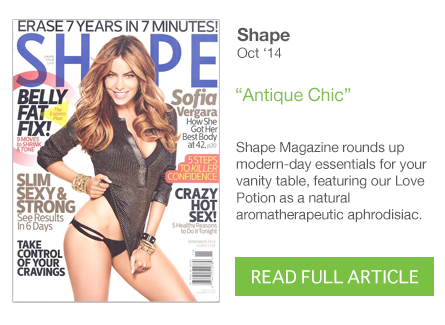 ERASE 7 YEARS IN 7 MINUTES!
SHAPE
BELLY
FAT
FIX!
9 MOVES
to SHRINK
& TONE
Sofia
Vergara
How She
Got Her
Best Body
at 42, p20
5 STEPS
TO KILLER
CONFIDENCE
SLIM
SEXY &
STRONG
See Results
In 6 Days
CRAZY
HOT
SEX!
5 Healthy Reasons
to Do It Tonight
TAKE
CONTROL
OF YOUR
CRAVINGS
Shape
Oct ‘14
“Antique Chic”
Shape Magazine rounds up
modern-day essentials for your
vanity table, featuring our Love
Potion as a natural
aromatherapeutic aphrodisiac.
READ FULL ARTICLE